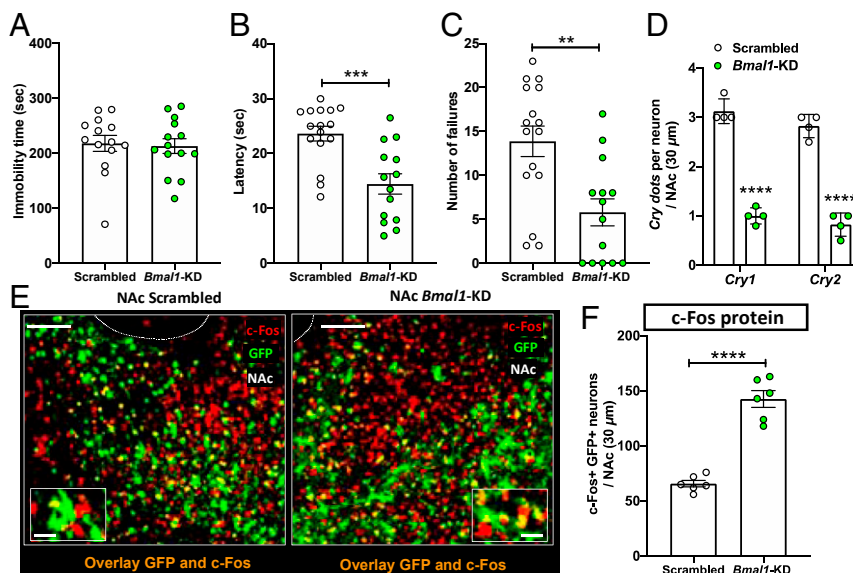 A
Immobility time (sec)
400
300
200
100
0
Scrambled
Bmal1-KD
B
Latency (sec)
40
30
20
10
0
***
Scrambled
Bmal1-KD
C
Number of failures
25
20
15
10
5
0
**
Scrambled
Bmal1-KD
D
Scrambled
Bmal1-KD
Cry dots per neuron
/ NAc (30 µm)
4
3
2
1
0
****
****
Cry1
Cry2
E
NAc Scrambled
NAc Bmal1-KD
c-Fos
GFP
NAc
c-Fos
GFP
NAc
Overlay GFP and c-Fos
Overlay GFP and c-Fos
F
c-Fos protein
c-Fos+ GFP+ neurons
/ NAc (30 µm)
200
150
100
50
0
****
Scrambled
Bmal1-KD